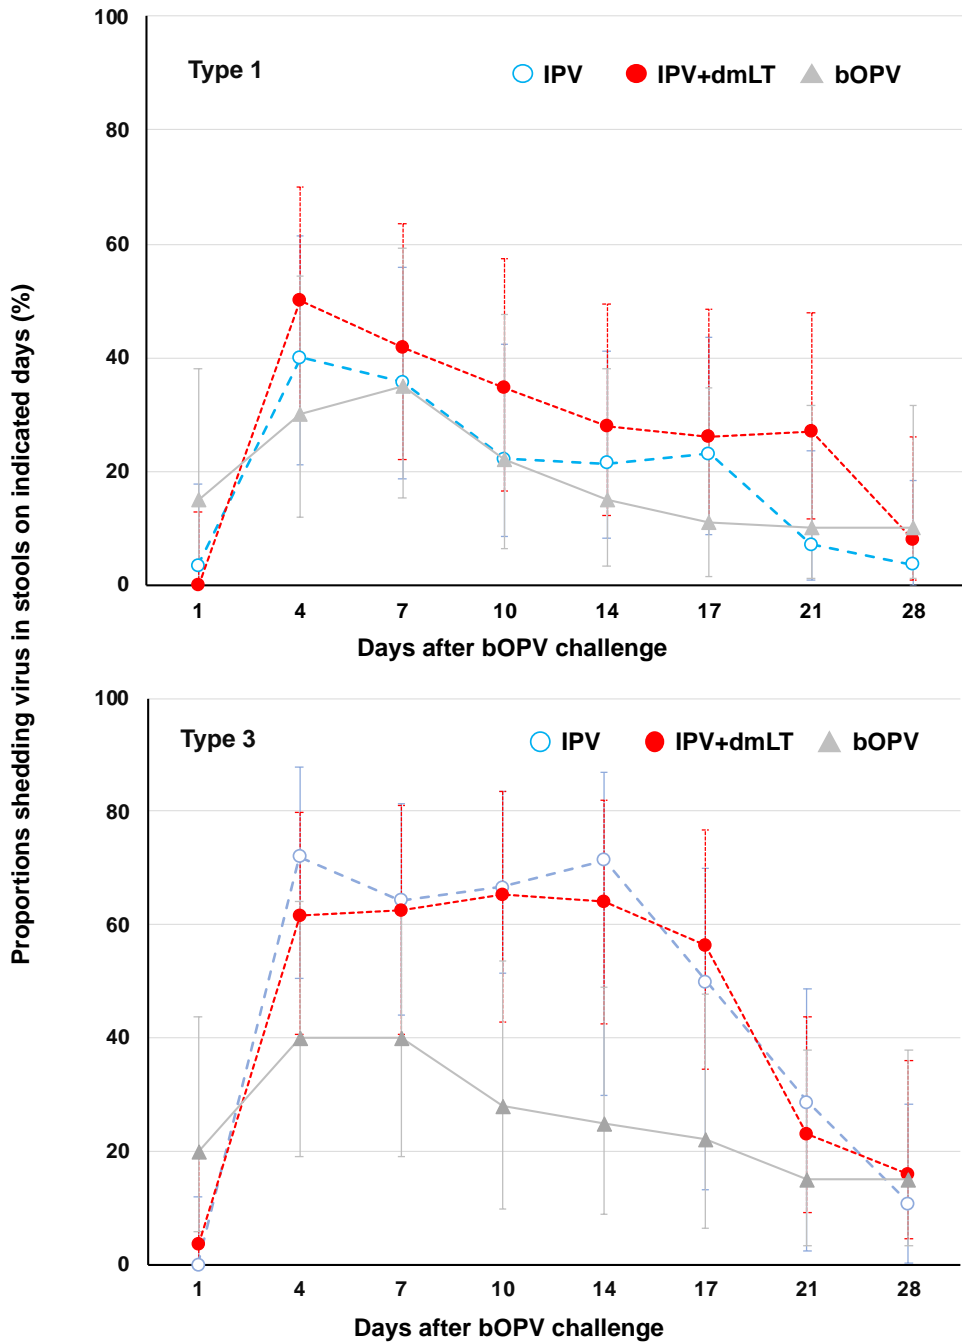 Proportions shedding virus in stools on indicated days (%)
Type 1
IPV IPV+dmLT bOPV
100
80
60
40
20
0
1 4 7 10 14 17 21 28
Days after bOPV challenge
Type 3
IPV IPV+dmLT bOPV
100
80
60
40
20
0
1 4 7 10 14 17 21 28
Days after bOPV challenge